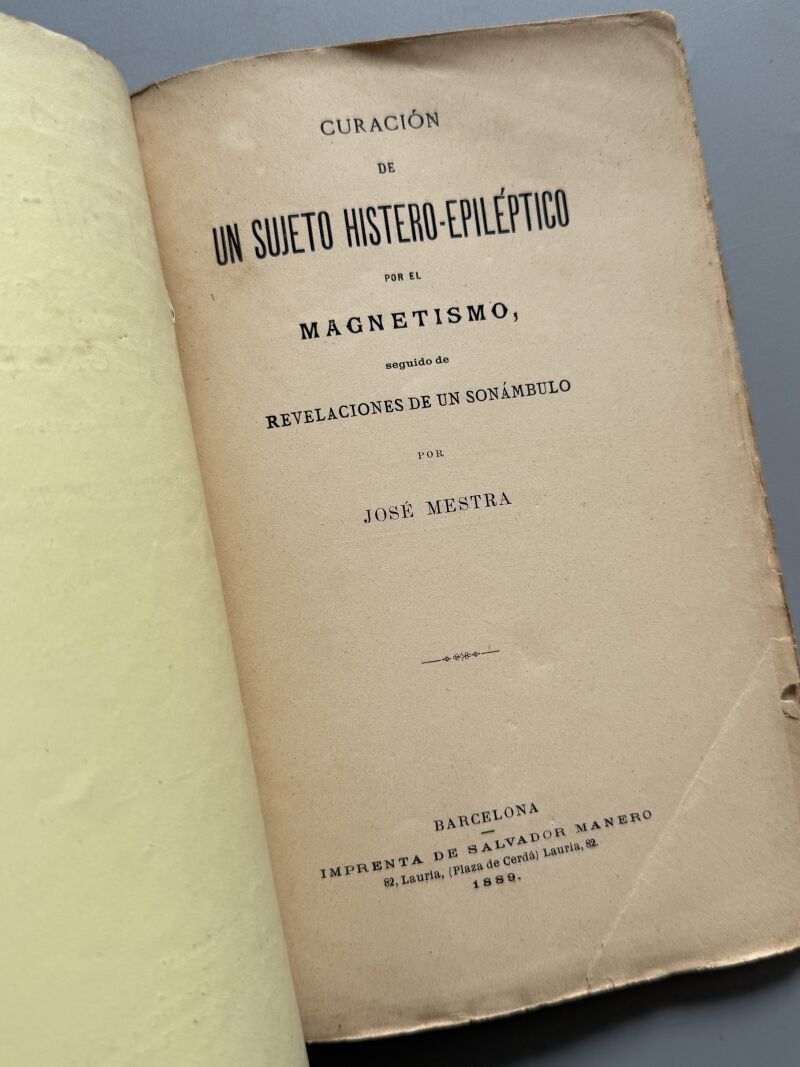 CURACIÓN
DE
UN SUJETO HISTERO-EPILÉPTICO
POR EL
MAGNETISMO,
seguido de
REVELACIONES DE UN SONÁMBULO
POR
JOSÉ MESTRA
BARCELONA
IMPRENTA DE SALVADOR MANERO
82, Lauria, (Plaza de Cerdá) Lauria, 82.
1889.